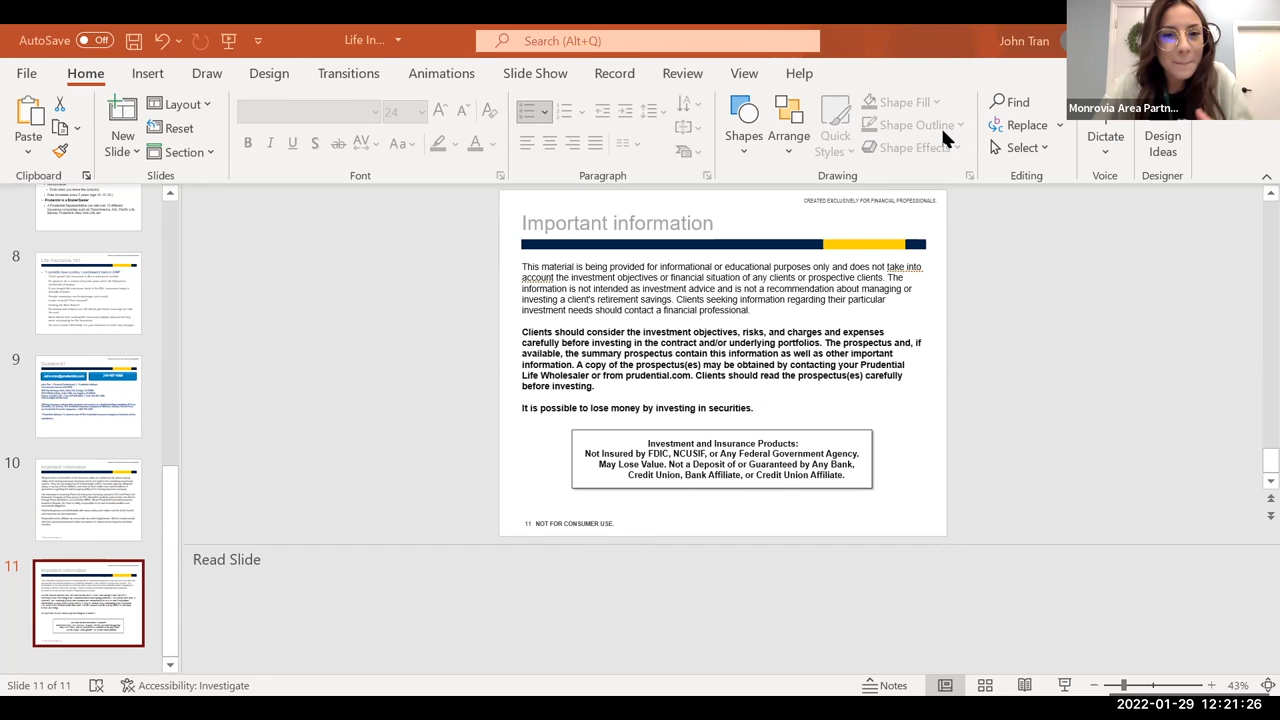 AutoSave Off Life In... Search (Alt+Q) John Tran
File Home Insert Draw Design Transitions Animations Slide Show Record Review View Help
Monrovia Area Partn...
Paste New Slide Layout Reset Section 24 Shapes Arrange Quick Styles Shape Fill Shape Outline Shape Effects Find Replace Select Dictate Design Ideas
Clipboard Slides Font Paragraph Drawing Editing Voice Designer
8
Life Insurance 101
9
Questions?
10
Important information
11
Important information
CREATED EXCLUSIVELY FOR FINANCIAL PROFESSIONALS.
Important information
This material is being provided for informational or educational purposes only and does not take into
account the investment objectives or financial situation of any clients or prospective clients. The
information is not intended as investment advice and is not a recommendation about managing or
investing a client's retirement savings. Clients seeking information regarding their particular
investment needs should contact a financial professional.
Clients should consider the investment objectives, risks, and charges and expenses
carefully before investing in the contract and/or underlying portfolios. The prospectus and, if
available, the summary prospectus contain this information as well as other important
information. A copy of the prospectus(es) may be obtained by contacting your Prudential
Life Wholesaler or from prudential.com. Clients should read the prospectus(es) carefully
before investing.
It is possible to lose money by investing in securities.
Investment and Insurance Products:
Not Insured by FDIC, NCUSIF, or Any Federal Government Agency.
May Lose Value. Not a Deposit of or Guaranteed by Any Bank,
Credit Union, Bank Affiliate, or Credit Union Affiliate.
11 NOT FOR CONSUMER USE.
Read Slide
Slide 11 of 11 Accessibility: Investigate Notes 43%
2022-01-29 12:21:26